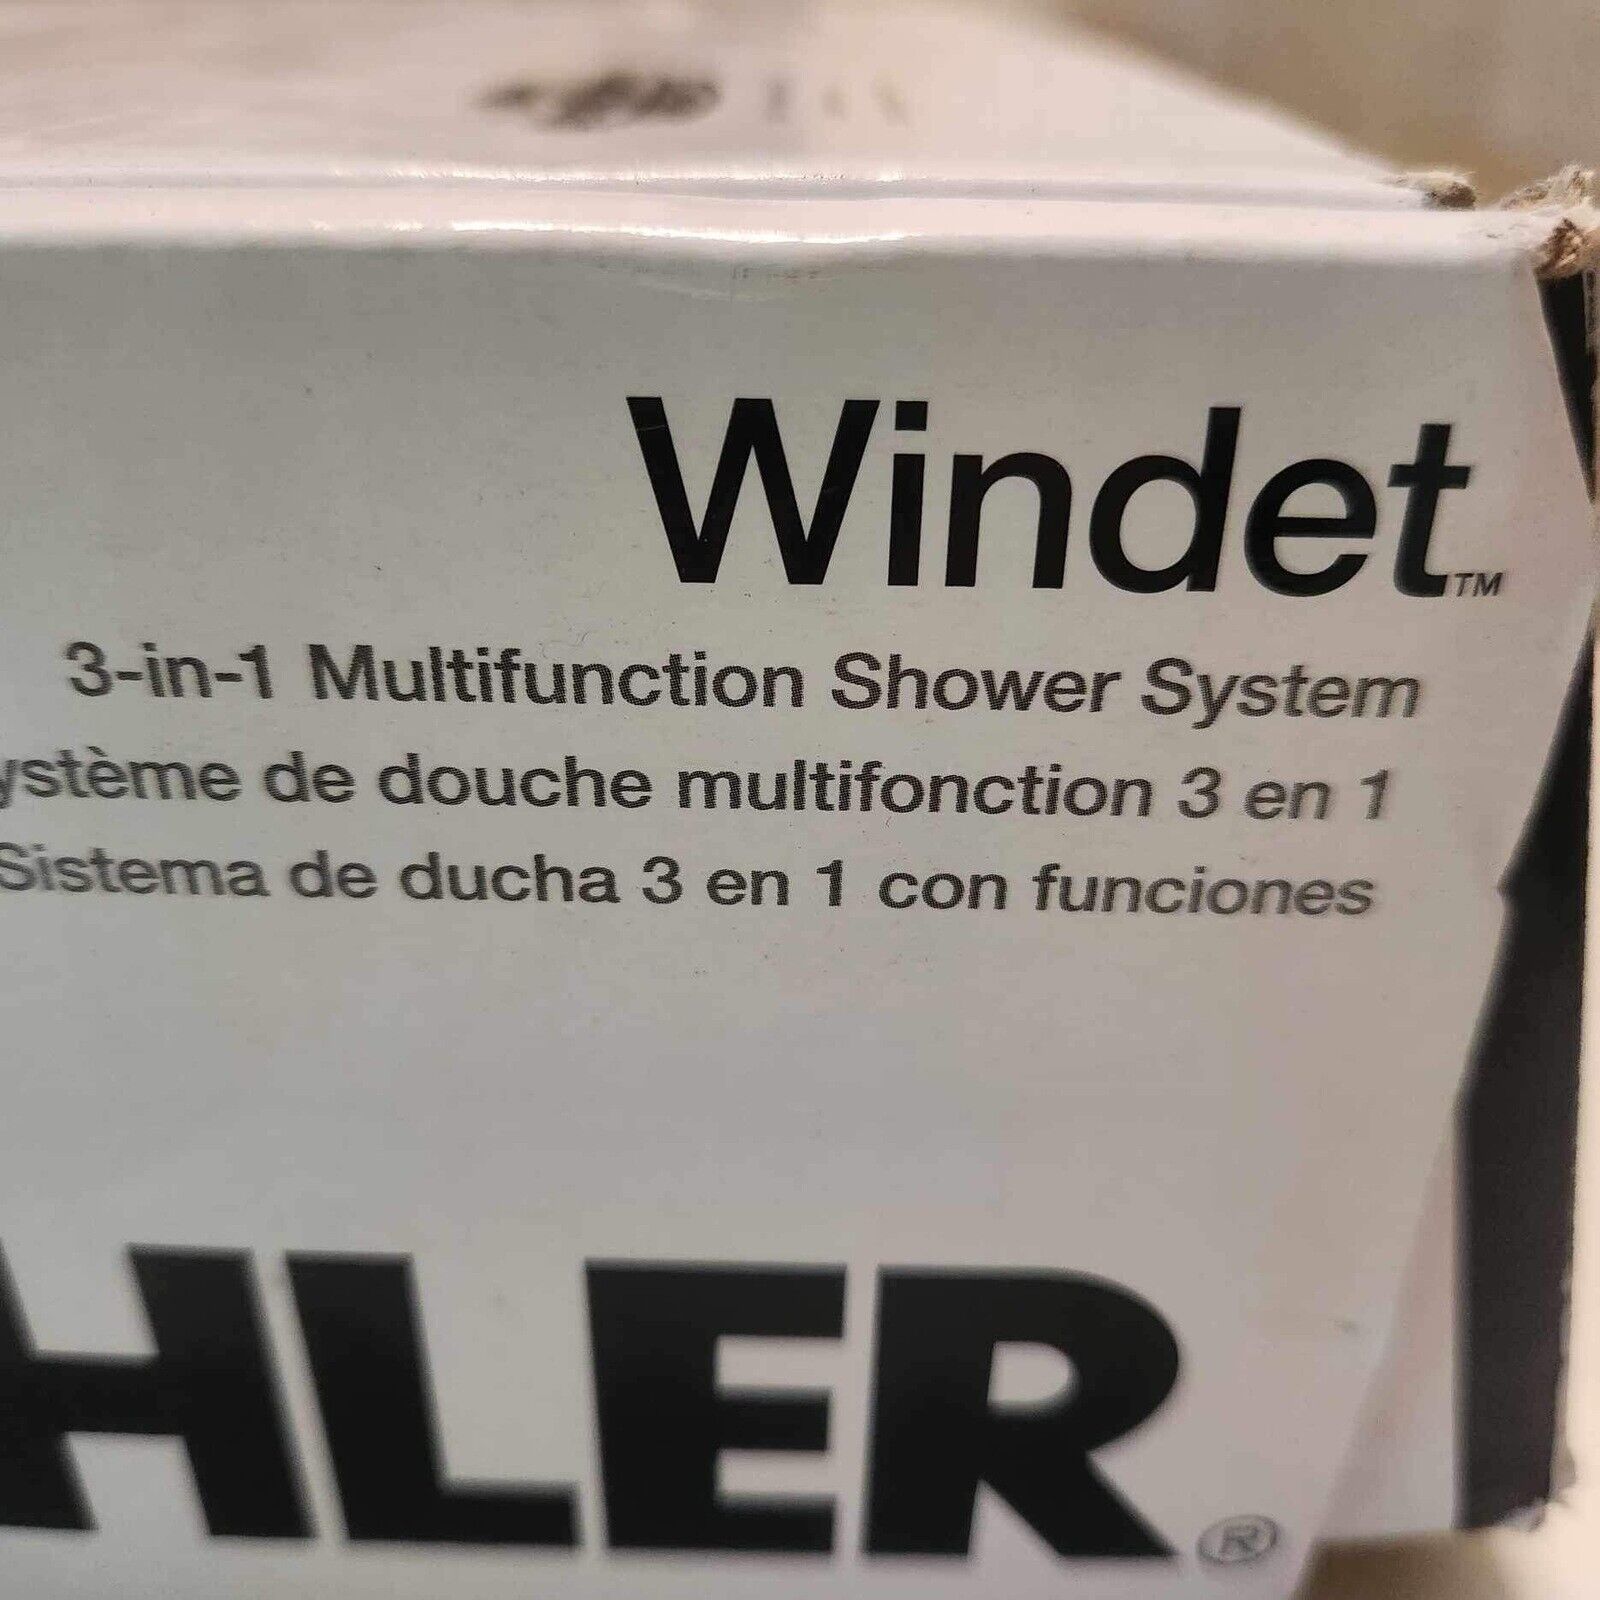 Windet™
3-in-1 Multifunction Shower System
ystème de douche multifonction 3 en 1
Sistema de ducha 3 en 1 con funciones
HLER®